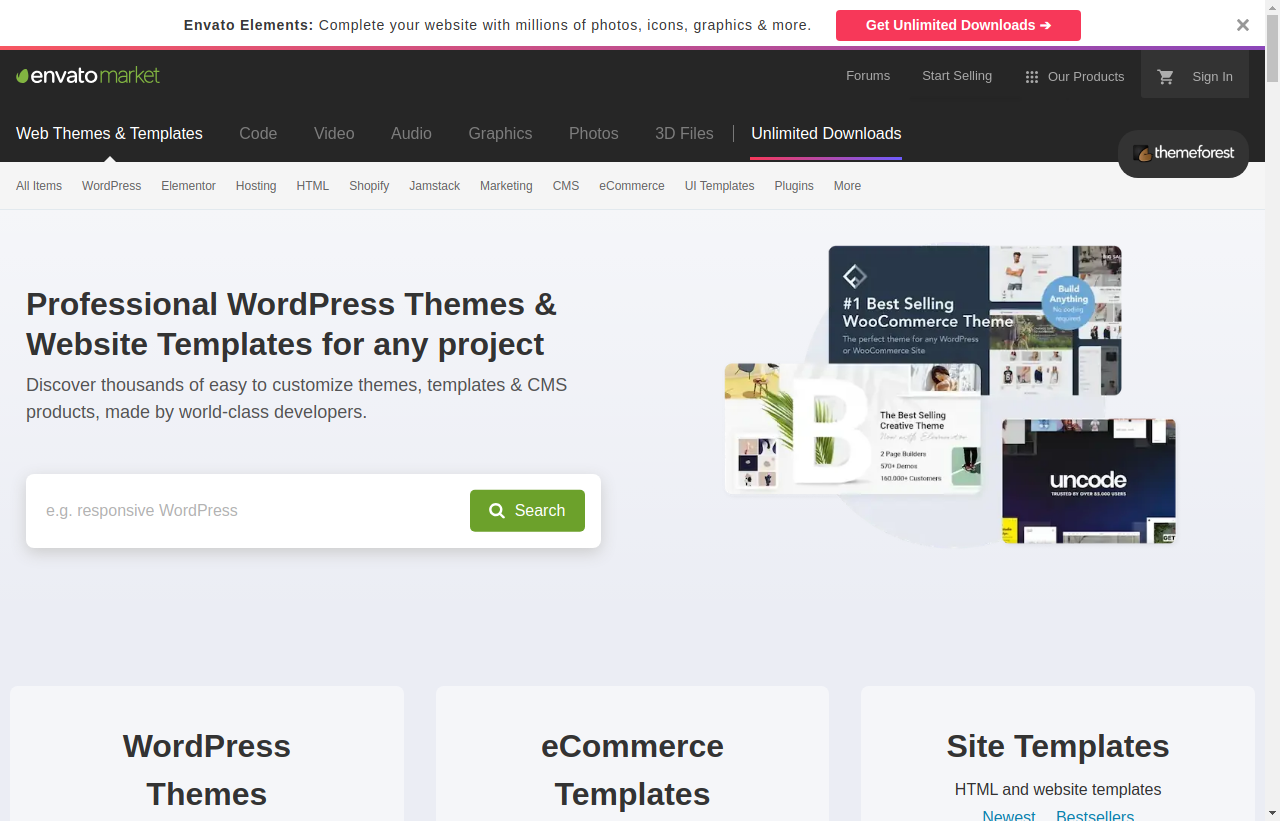 Envato Elements: Complete your website with millions of photos, icons, graphics & more.
Get Unlimited Downloads ➔
envatomarket
Forums
Start Selling
Our Products
Sign In
Web Themes & Templates
Code
Video
Audio
Graphics
Photos
3D Files
Unlimited Downloads
themeforest
All Items
WordPress
Elementor
Hosting
HTML
Shopify
Jamstack
Marketing
CMS
eCommerce
UI Templates
Plugins
More
Professional WordPress Themes &
Website Templates for any project
Discover thousands of easy to customize themes, templates & CMS
products, made by world-class developers.
e.g. responsive WordPress
Search
#1 Best Selling
WooCommerce Theme
The perfect theme for any WordPress
or WooCommerce Site
Build
Anything
No coding
required
BIG SAL
B
The Best Selling
Creative Theme
Now with Elementor
2 Page Builders
570+ Demos
160.000+ Customers
uncode
TRUSTED BY OVER 83.000 USERS
GET
WordPress
Themes
eCommerce
Templates
Site Templates
HTML and website templates
Newest
Bestsellers